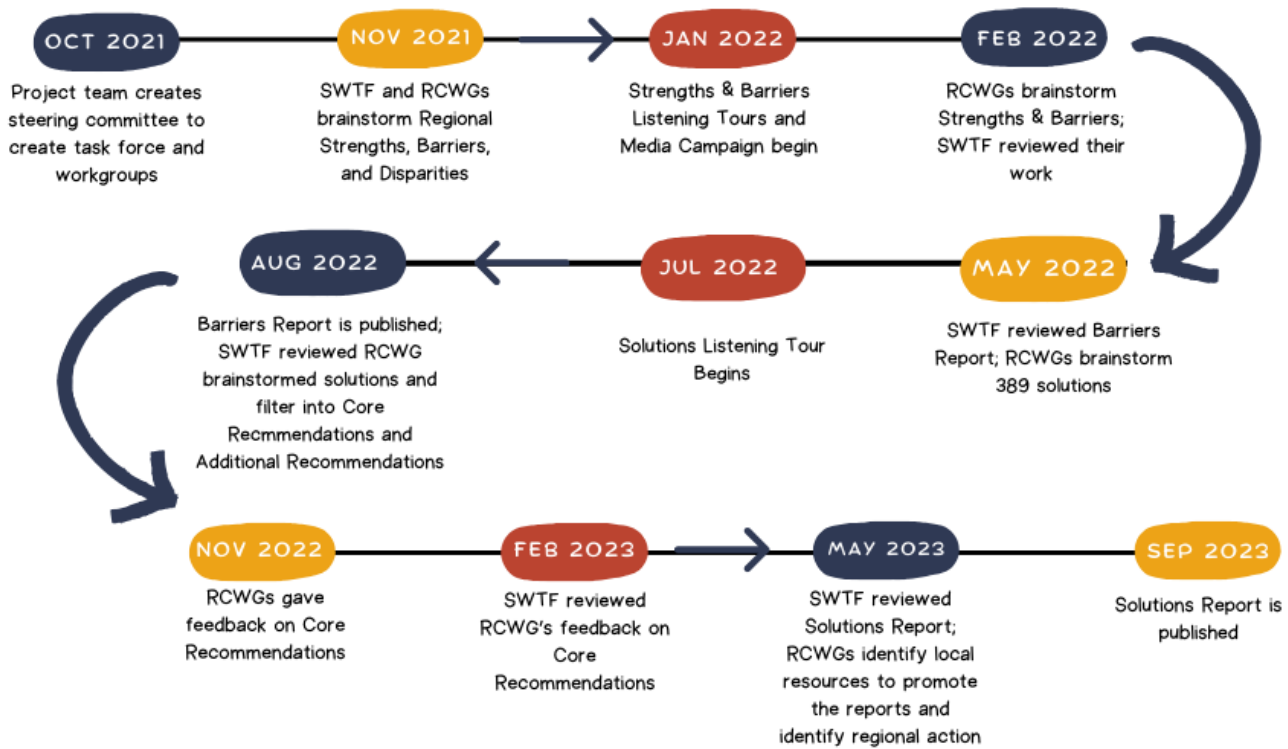 OCT 2021
Project team creates
steering committee to
create task force and
workgroups
NOV 2021
SWTF and RCWGs
brainstorm Regional
Strengths, Barriers,
and Disparities
JAN 2022
Strengths & Barriers
Listening Tours and
Media Campaign begin
FEB 2022
RCWGs brainstorm
Strengths & Barriers;
SWTF reviewed their
work
MAY 2022
SWTF reviewed Barriers
Report; RCWGs brainstorm
389 solutions
JUL 2022
Solutions Listening Tour
Begins
AUG 2022
Barriers Report is published;
SWTF reviewed RCWG
brainstormed solutions and
filter into Core
Recmmendations and
Additional Recommendations
NOV 2022
RCWGs gave
feedback on Core
Recommendations
FEB 2023
SWTF reviewed
RCWG's feedback on
Core
Recommendations
MAY 2023
SWTF reviewed
Solutions Report;
RCWGs identify local
resources to promote
the reports and
identify regional action
SEP 2023
Solutions Report is
published